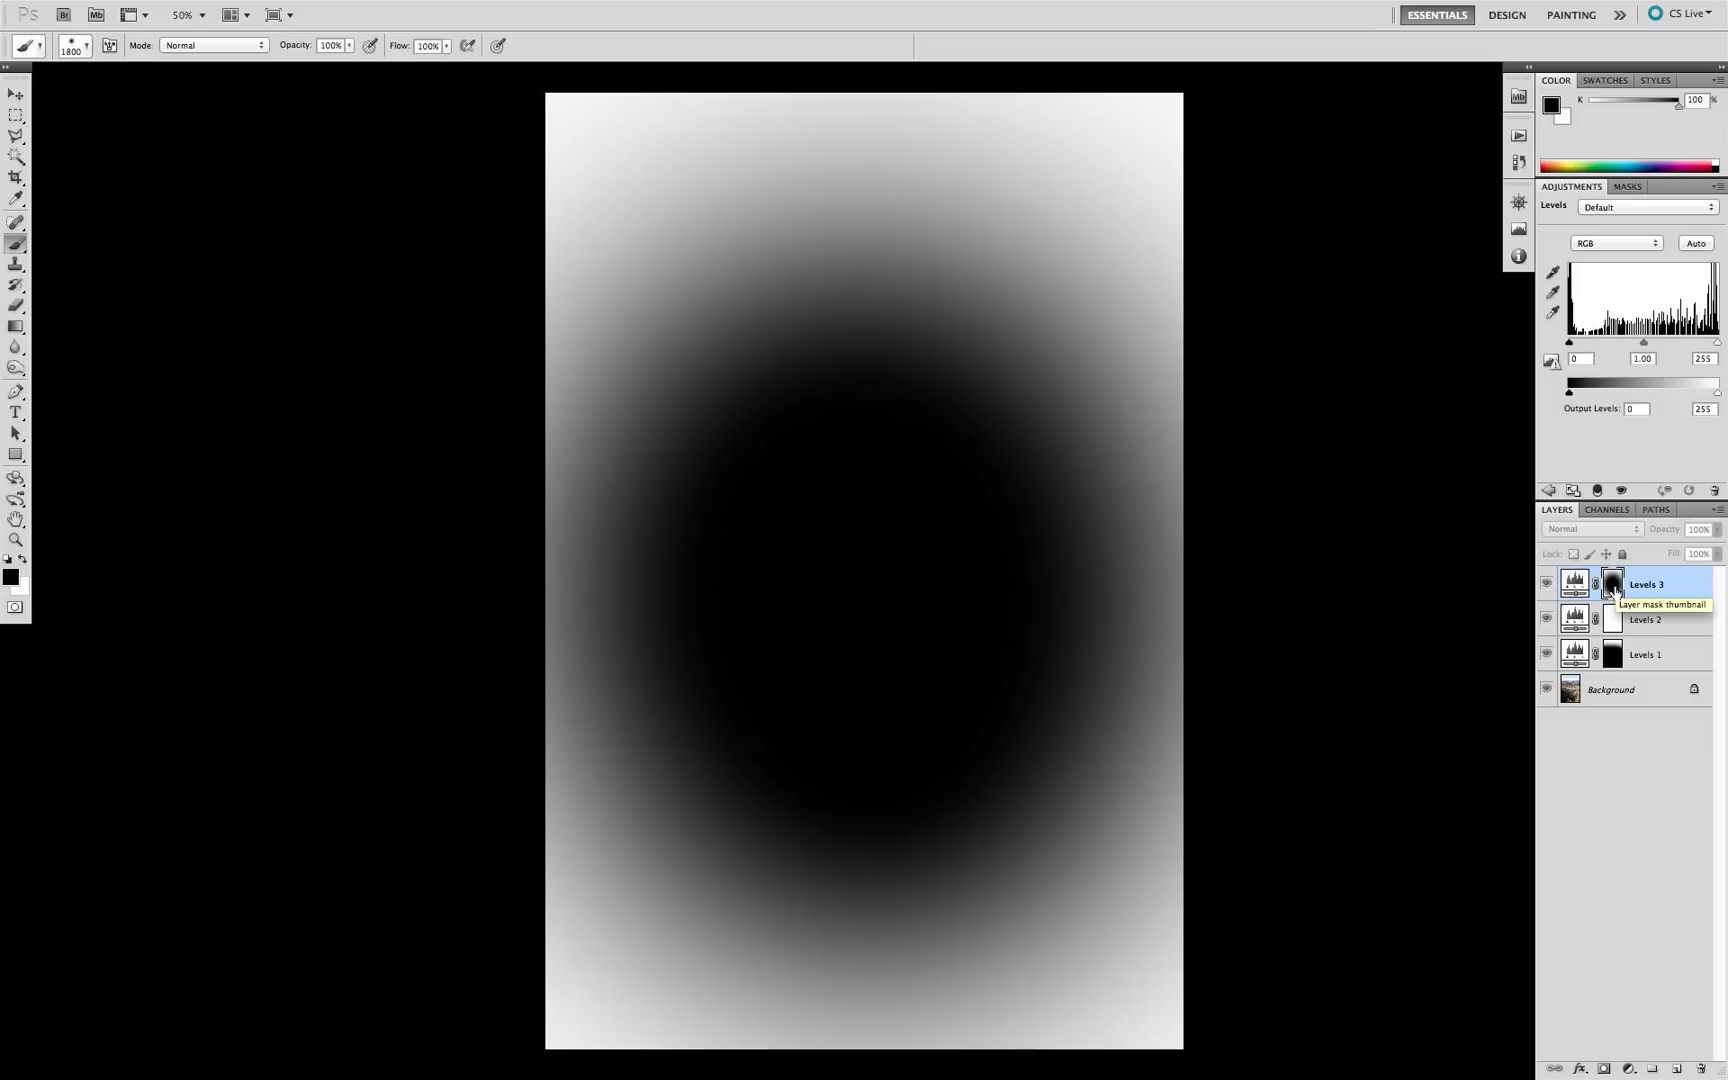 Ps Br Mb 50% ESSENTIALS DESIGN PAINTING CS Live
1800 Mode: Normal Opacity: 100% Flow: 100%
COLOR SWATCHES STYLES
Mb
K 100 %
ADJUSTMENTS MASKS
Levels Default
RGB Auto
0 1.00 255
Output Levels: 0 255
T
LAYERS CHANNELS PATHS
Normal Opacity: 100%
Lock: Fill: 100%
Levels 3
Layer mask thumbnail
Levels 2
Levels 1
Background
fx